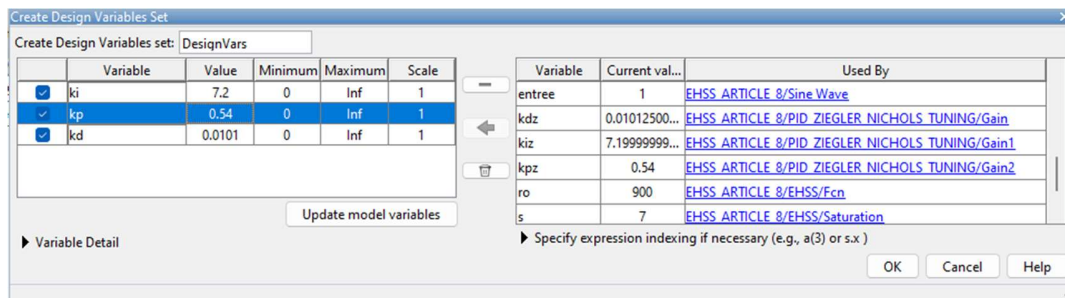 Create Design Variables Set
Create Design Variables set: DesignVars
Variable Value Minimum Maximum Scale
ki 7.2 0 Inf 1
kp 0.54 0 Inf 1
kd 0.0101 0 Inf 1
Update model variables
Variable Detail
Variable Current val... Used By
entree 1 EHSS ARTICLE 8/Sine Wave
kdz 0.01012500... EHSS ARTICLE 8/PID ZIEGLER NICHOLS TUNING/Gain
kiz 7.19999999... EHSS ARTICLE 8/PID ZIEGLER NICHOLS TUNING/Gain1
kpz 0.54 EHSS ARTICLE 8/PID ZIEGLER NICHOLS TUNING/Gain2
ro 900 EHSS ARTICLE 8/EHSS/Fcn
s 7 EHSS ARTICLE 8/EHSS/Saturation
Specify expression indexing if necessary (e.g., a(3) or s.x )
OK Cancel Help